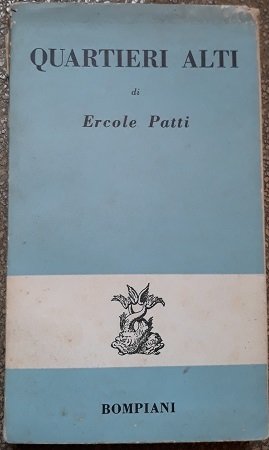 QUARTIERI ALTI
di
Ercole Patti
BOMPIANI